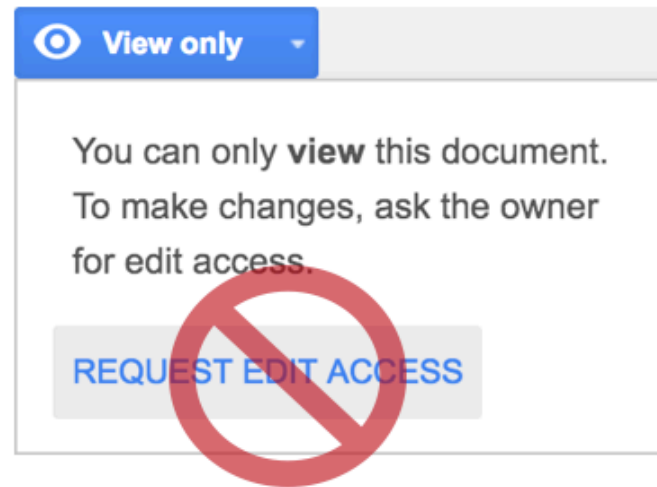 View only
You can only view this document.
To make changes, ask the owner
for edit access.
REQUEST EDIT ACCESS